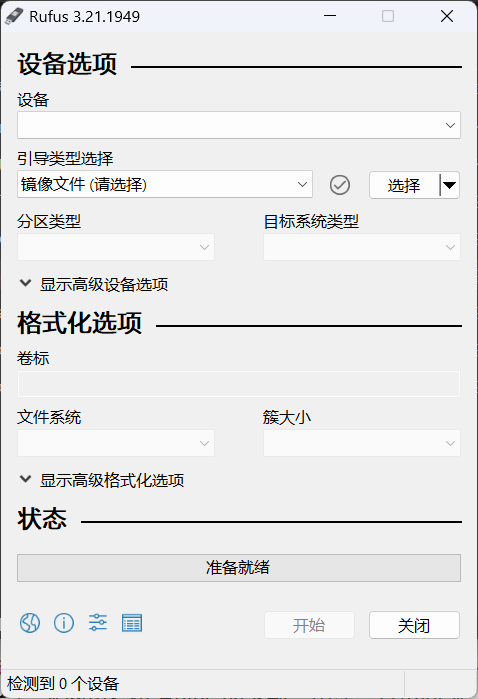 Rufus 3.21.1949
设备选项
设备
引导类型选择
镜像文件 (请选择)
选择
分区类型
目标系统类型
显示高级设备选项
格式化选项
卷标
文件系统
簇大小
显示高级格式化选项
状态
准备就绪
开始
关闭
检测到 0 个设备